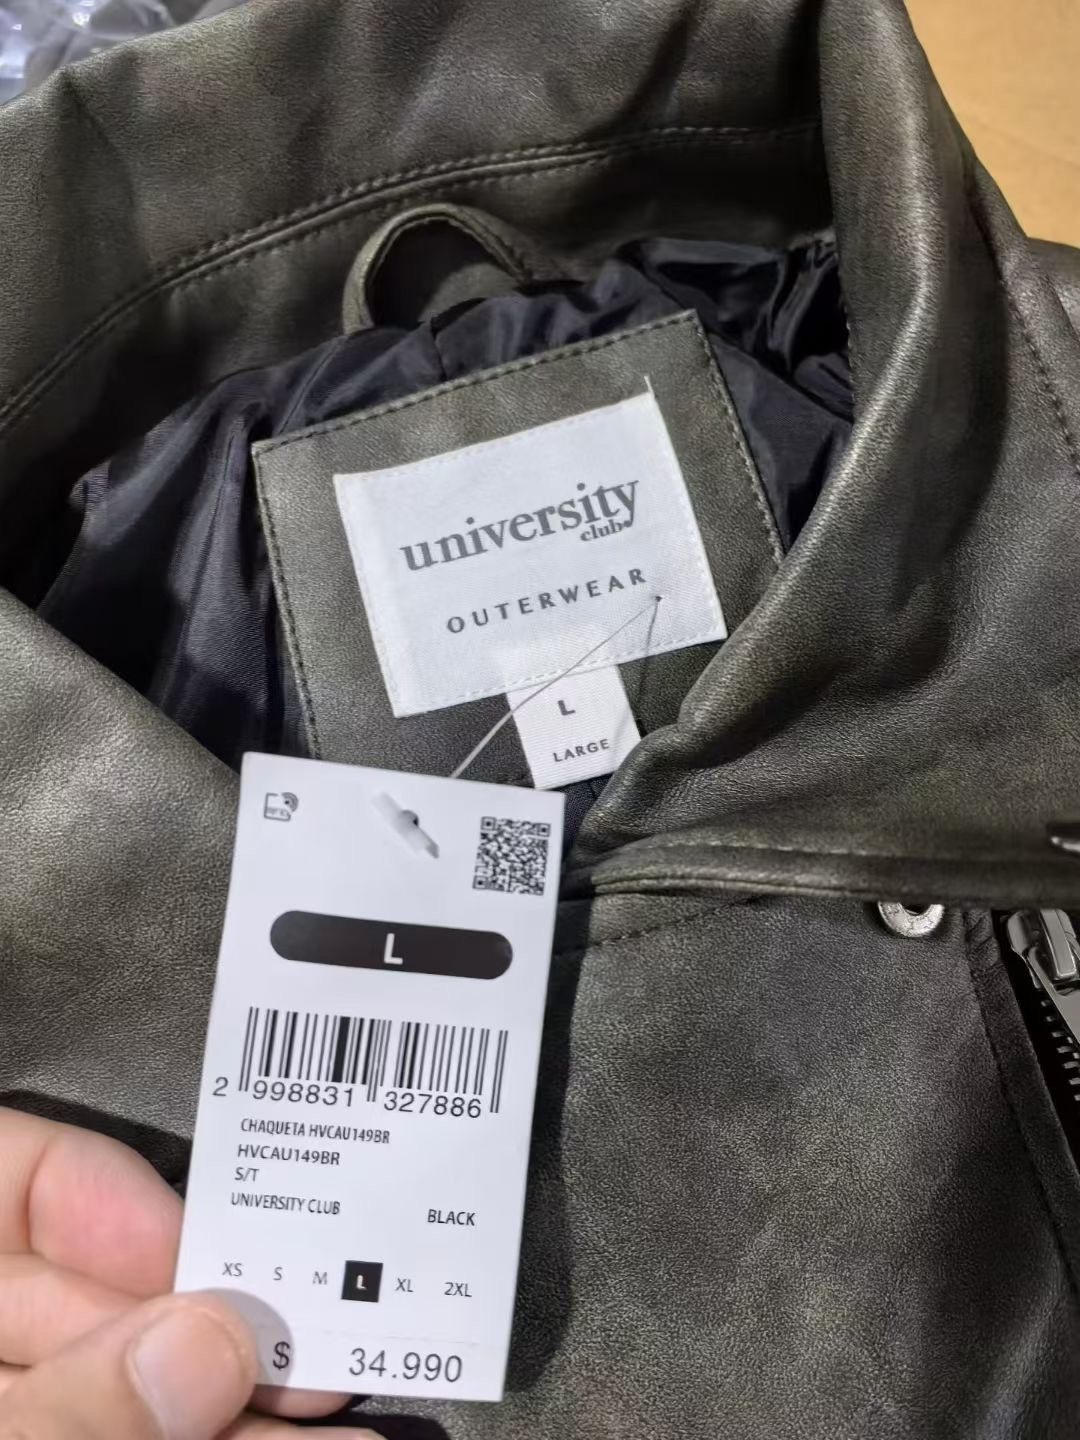 university
club
OUTERWEAR
L
LARGE
L
2 998831 327886
CHAQUETA HVCAU149BR
HVCAU149BR
S/T
UNIVERSITY CLUB
BLACK
XS S M L XL 2XL
$ 34.990